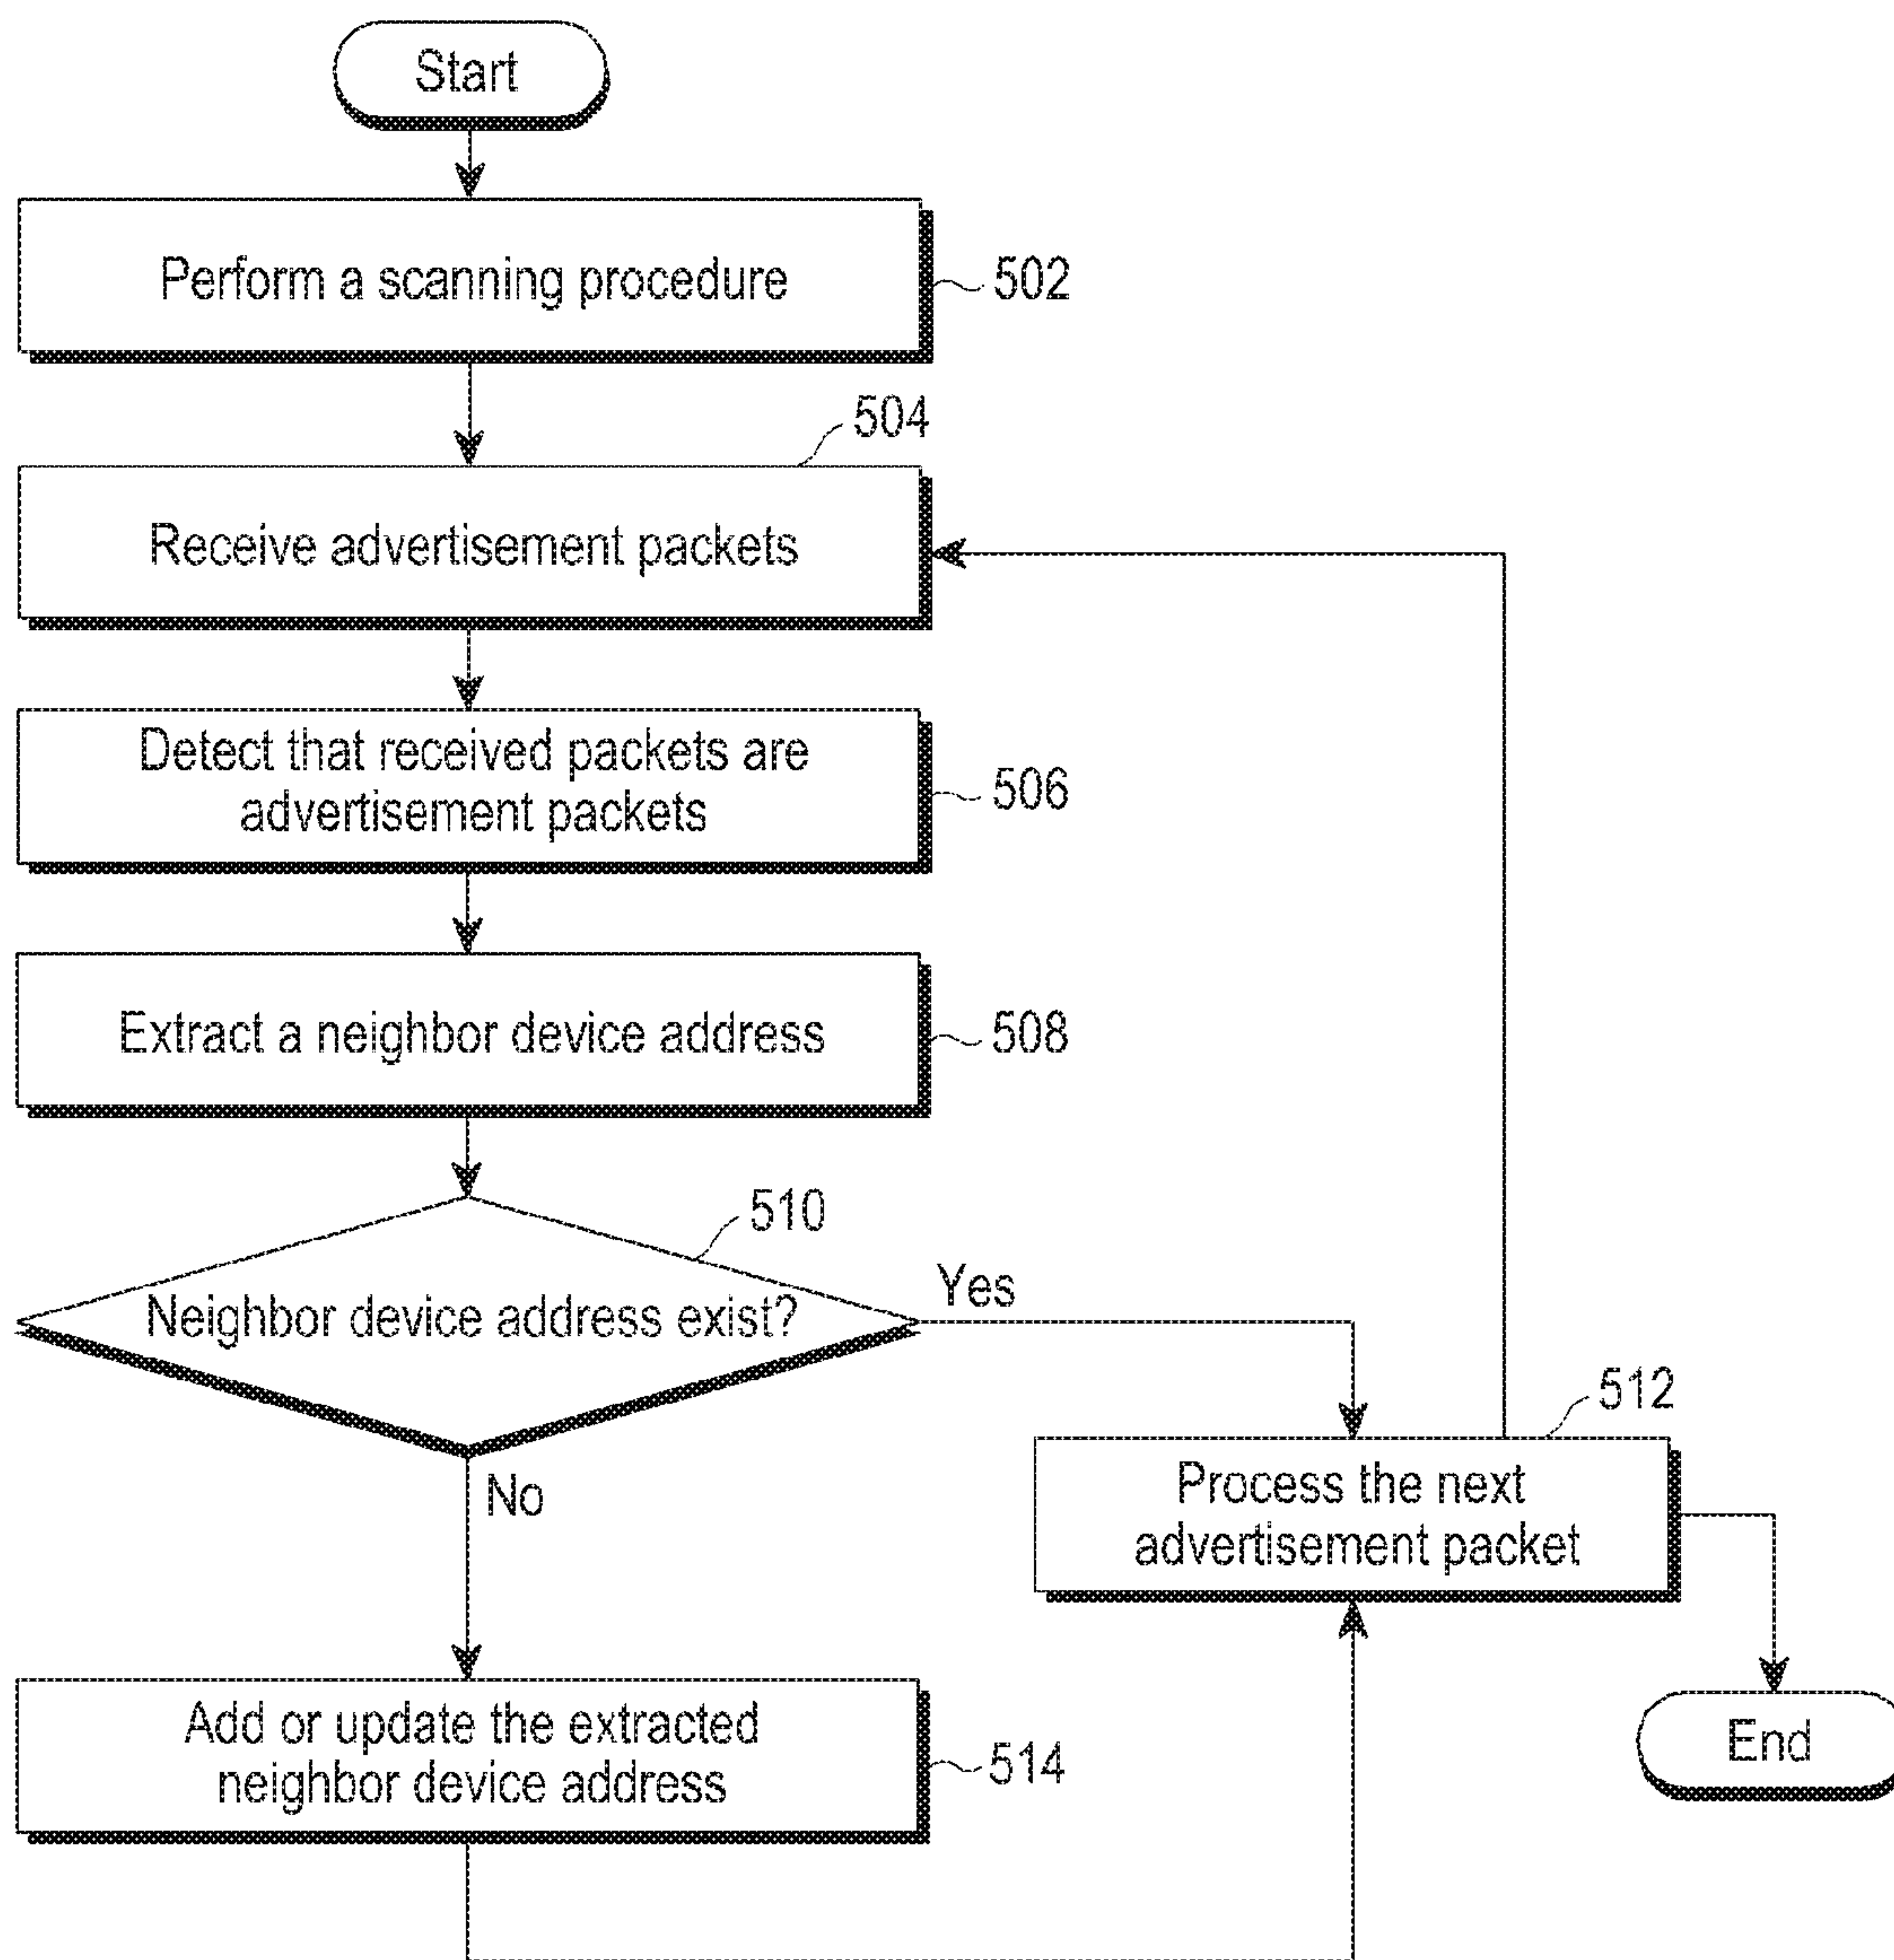 Start
Perform a scanning procedure
502
504
Receive advertisement packets
Detect that received packets are
advertisement packets
506
Extract a neighbor device address
508
510
Neighbor device address exist?
Yes
No
512
Process the next
advertisement packet
Add or update the extracted
neighbor device address
514
End